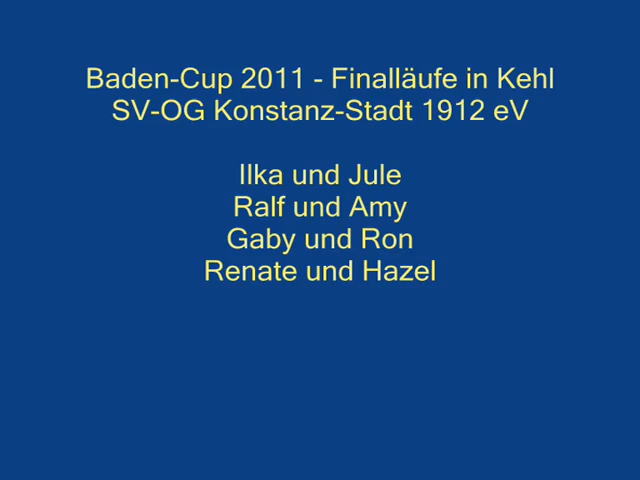 Baden-Cup 2011 - Finalläufe in Kehl
SV-OG Konstanz-Stadt 1912 eV
Ilka und Jule
Ralf und Amy
Gaby und Ron
Renate und Hazel